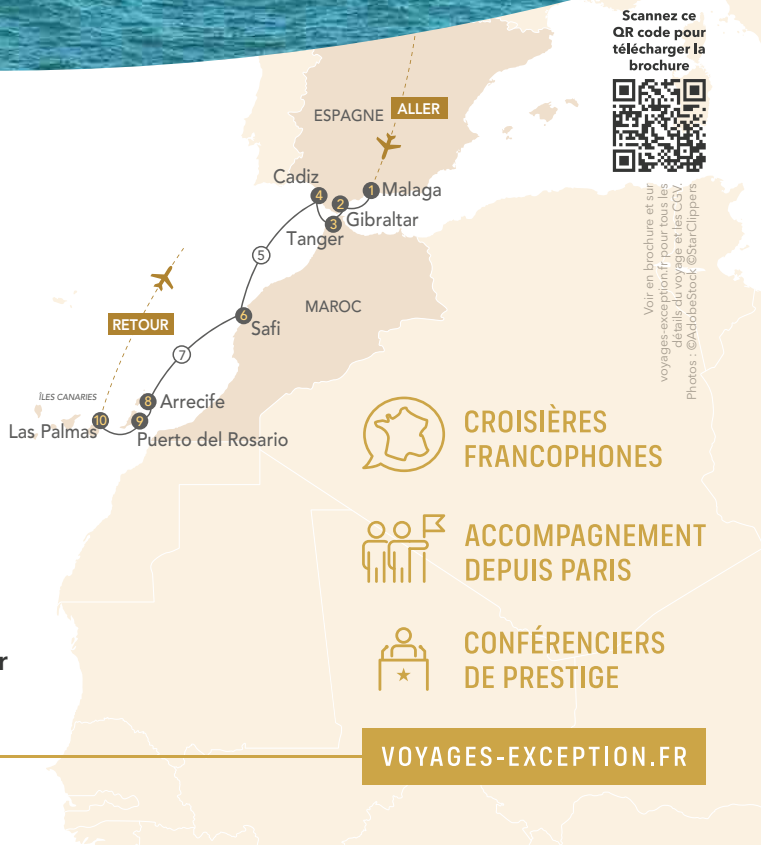 Scannez ce
QR code pour
télécharger la
brochure
ESPAGNE
ALLER
Cadiz
4
2
1
Malaga
3
Gibraltar
Tanger
5
MAROC
RETOUR
6
Safi
7
ÎLES CANARIES
8
Arrecife
10
9
Las Palmas
Puerto del Rosario
Voir en brochure et sur
voyages-exception.fr pour tous les
détails du voyage et les CGV.
Photos : ©AdobeStock ©StarClippers
CROISIÈRES
FRANCOPHONES
ACCOMPAGNEMENT
DEPUIS PARIS
CONFÉRENCIERS
DE PRESTIGE
r
VOYAGES-EXCEPTION.FR